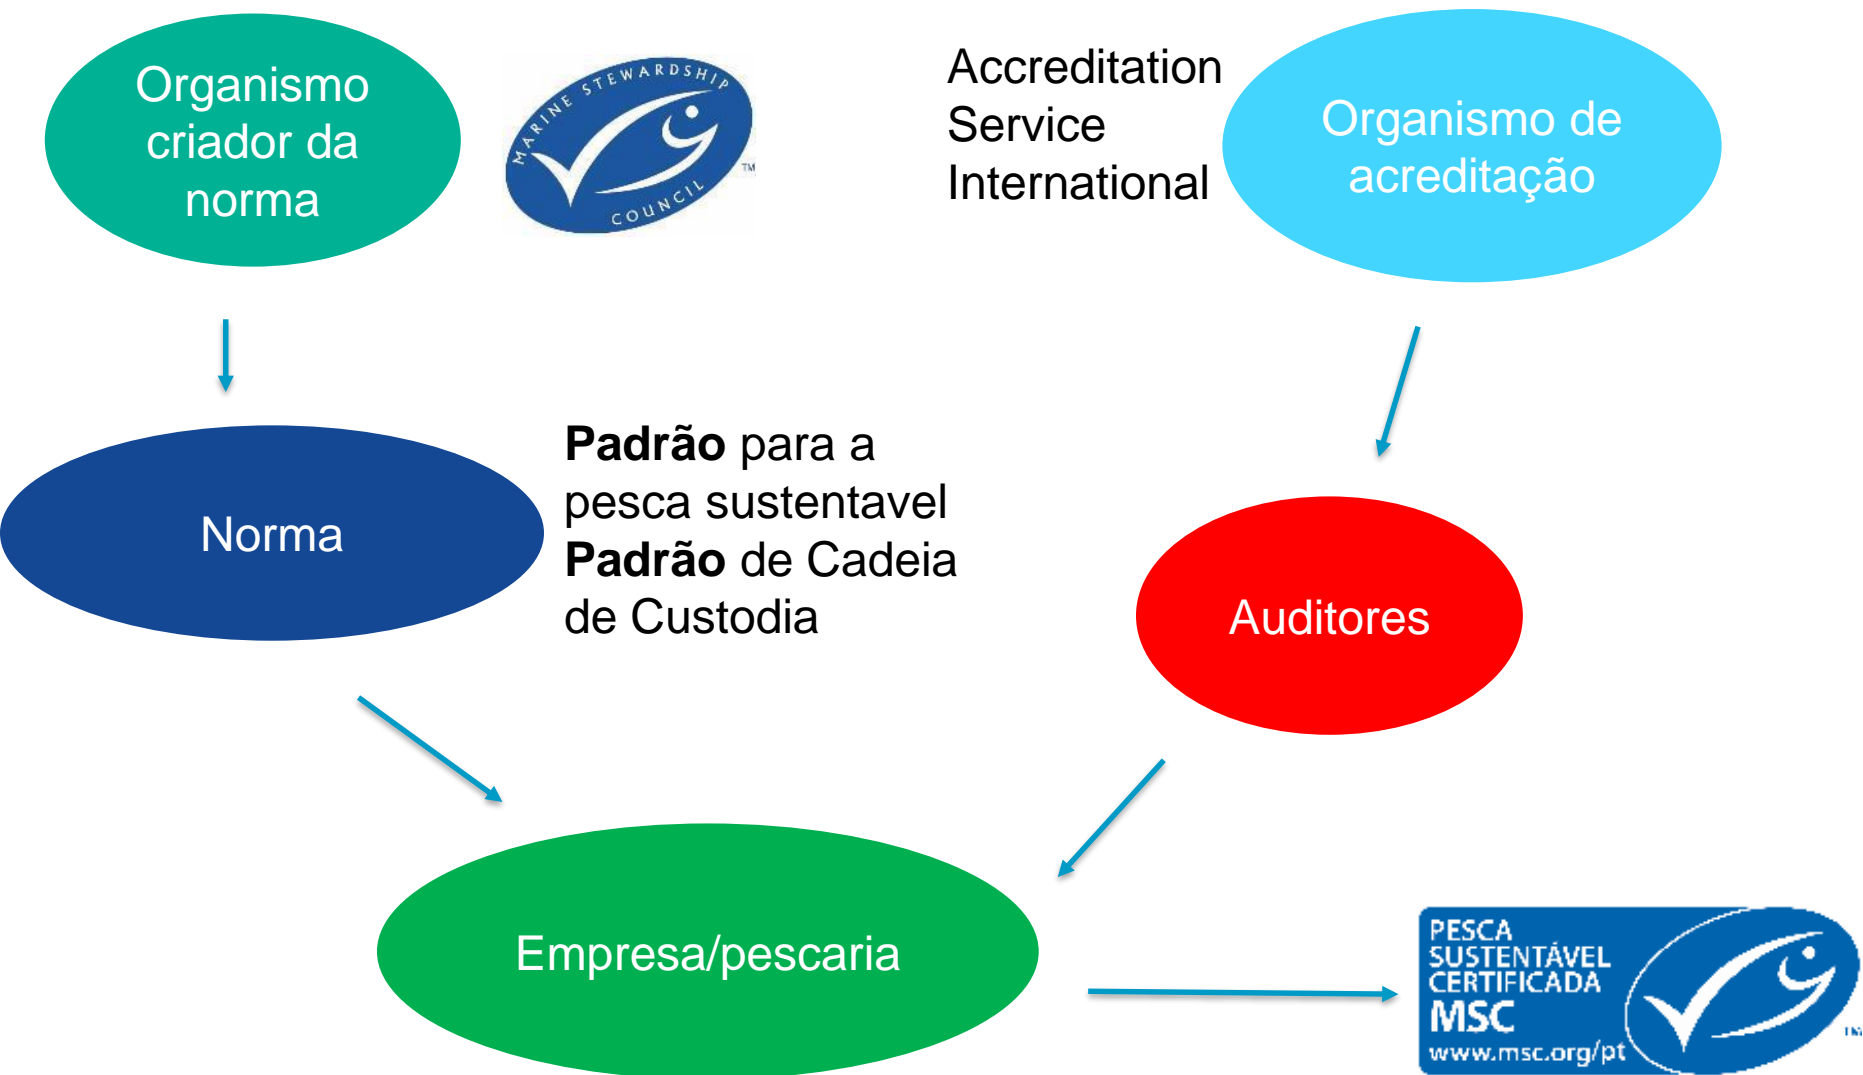 Organismo
criador da
norma
MARINE STEWARDSHIP
COUNCIL
TM
Accreditation
Service
International
Organismo de
acreditação
Norma
Padrão para a
pesca sustentavel
Padrão de Cadeia
de Custodia
Auditores
Empresa/pescaria
PESCA
SUSTENTÁVEL
CERTIFICADA
MSC
www.msc.org/pt
TM